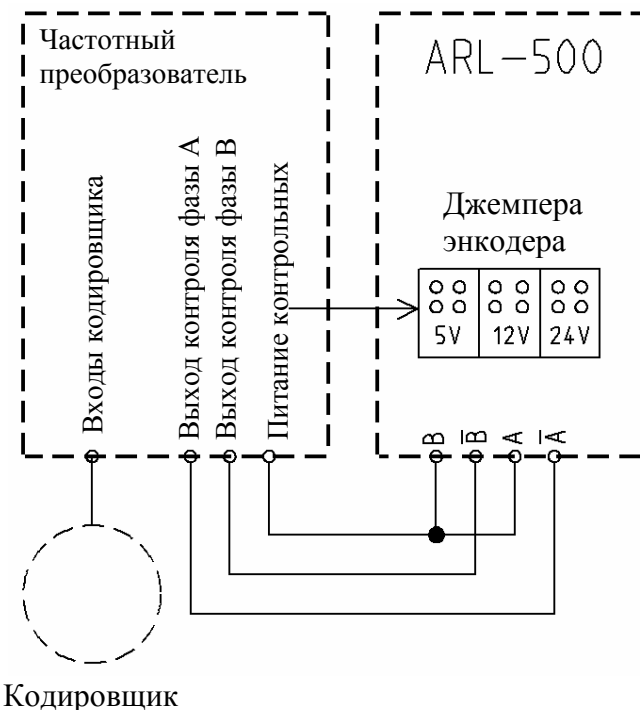 Частотный
преобразователь
Входы кодировщика
Выход контроля фазы А
Выход контроля фазы В
Питание контрольных
ARL-500
Джемпера
энкодера
5V 12V 24V
B B̅ A A̅
Кодировщик